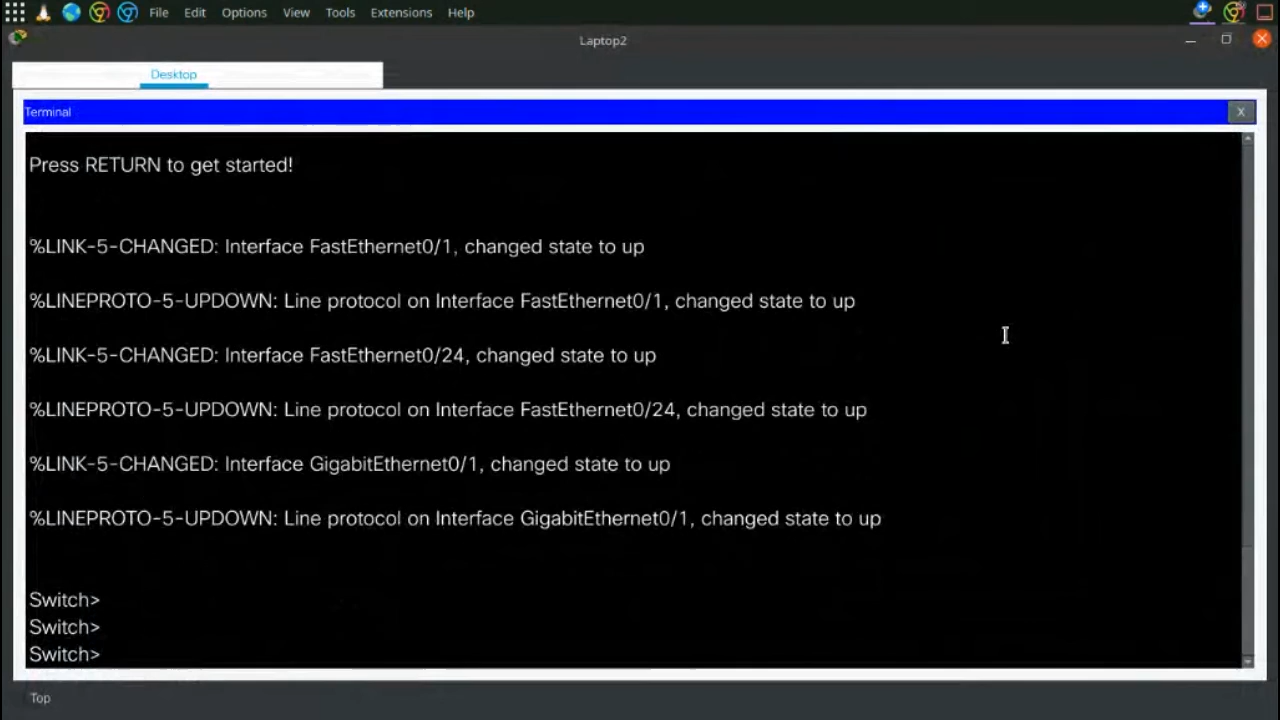 File Edit Options View Tools Extensions Help
Laptop2
Desktop
Terminal
X
Press RETURN to get started!
%LINK-5-CHANGED: Interface FastEthernet0/1, changed state to up
%LINEPROTO-5-UPDOWN: Line protocol on Interface FastEthernet0/1, changed state to up
%LINK-5-CHANGED: Interface FastEthernet0/24, changed state to up
%LINEPROTO-5-UPDOWN: Line protocol on Interface FastEthernet0/24, changed state to up
%LINK-5-CHANGED: Interface GigabitEthernet0/1, changed state to up
%LINEPROTO-5-UPDOWN: Line protocol on Interface GigabitEthernet0/1, changed state to up
Switch>
Switch>
Switch>
Top